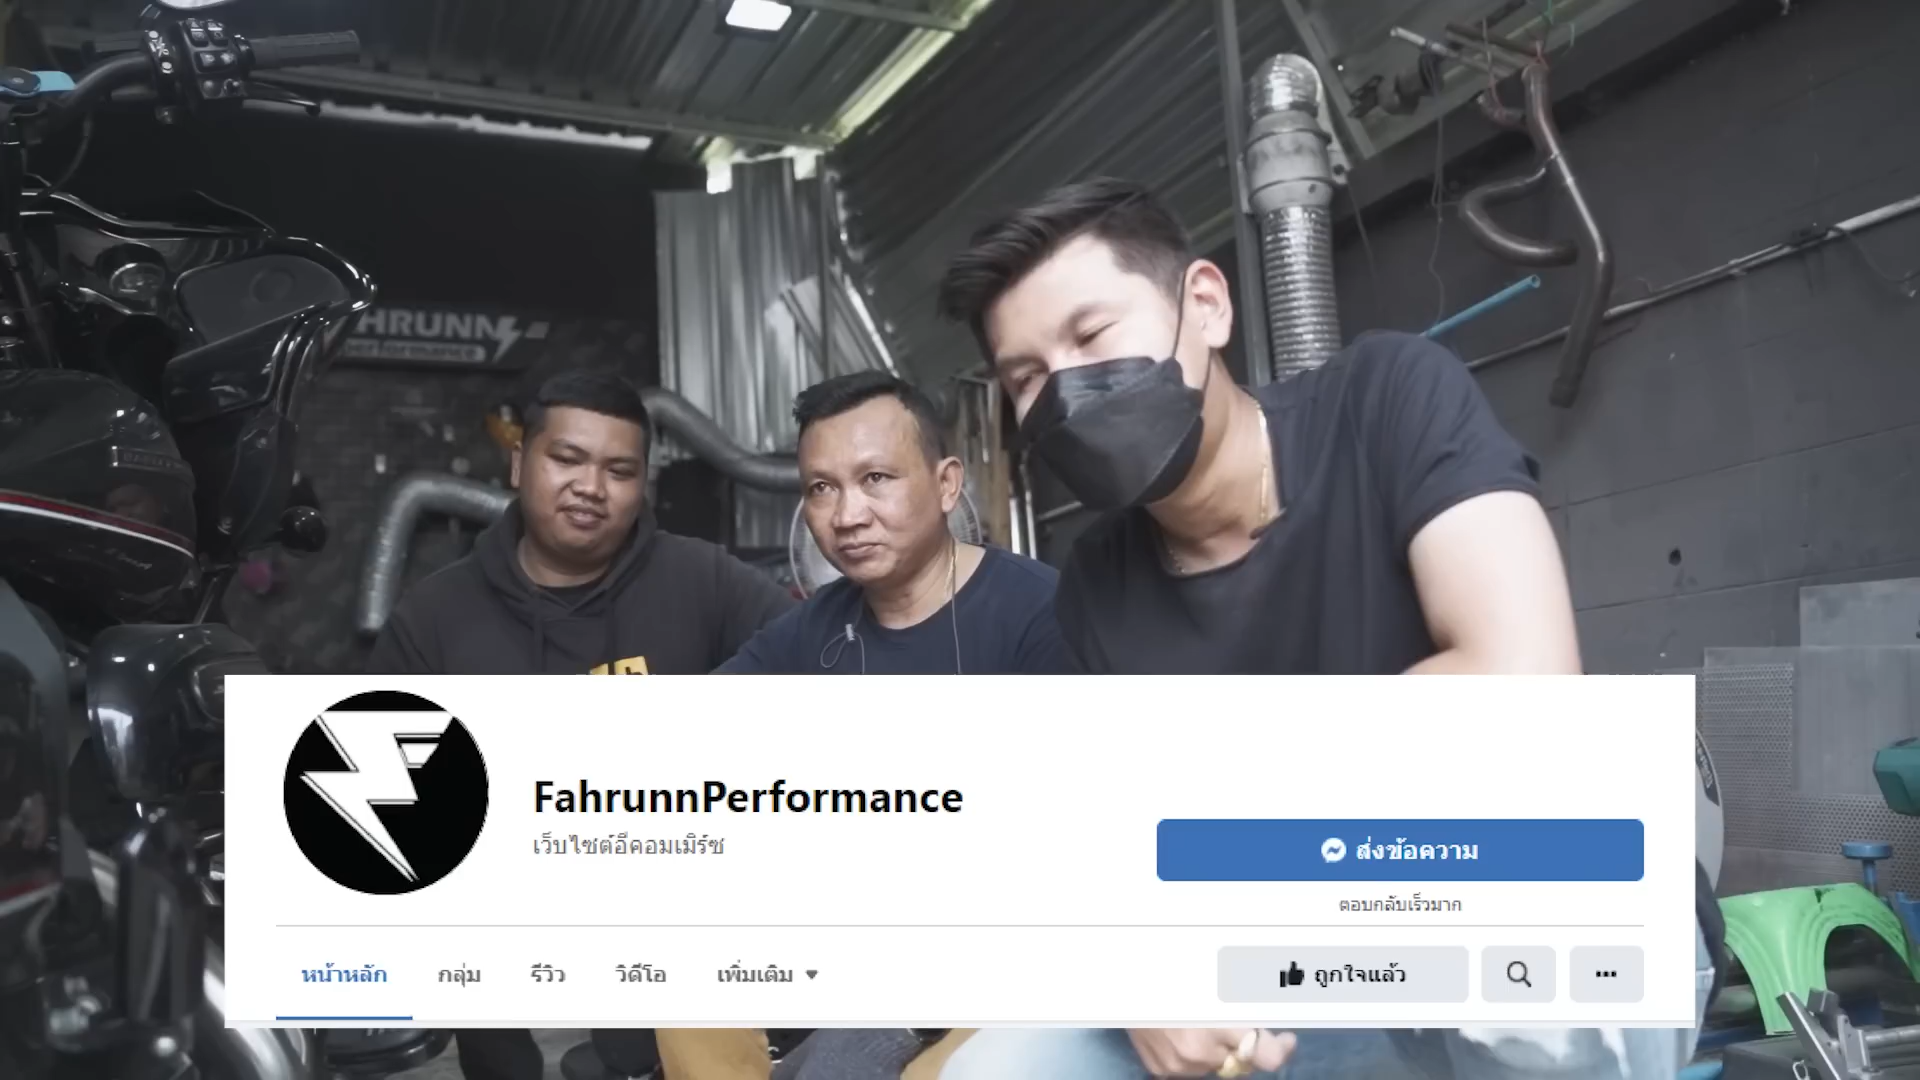 HRUNN
performance
FahrunnPerformance
เว็บไซต์อีคอมเมิร์ซ
ส่งข้อความ
ตอบกลับเร็วมาก
หน้าหลัก
กลุ่ม
รีวิว
วิดีโอ
เพิ่มเติม
ถูกใจแล้ว